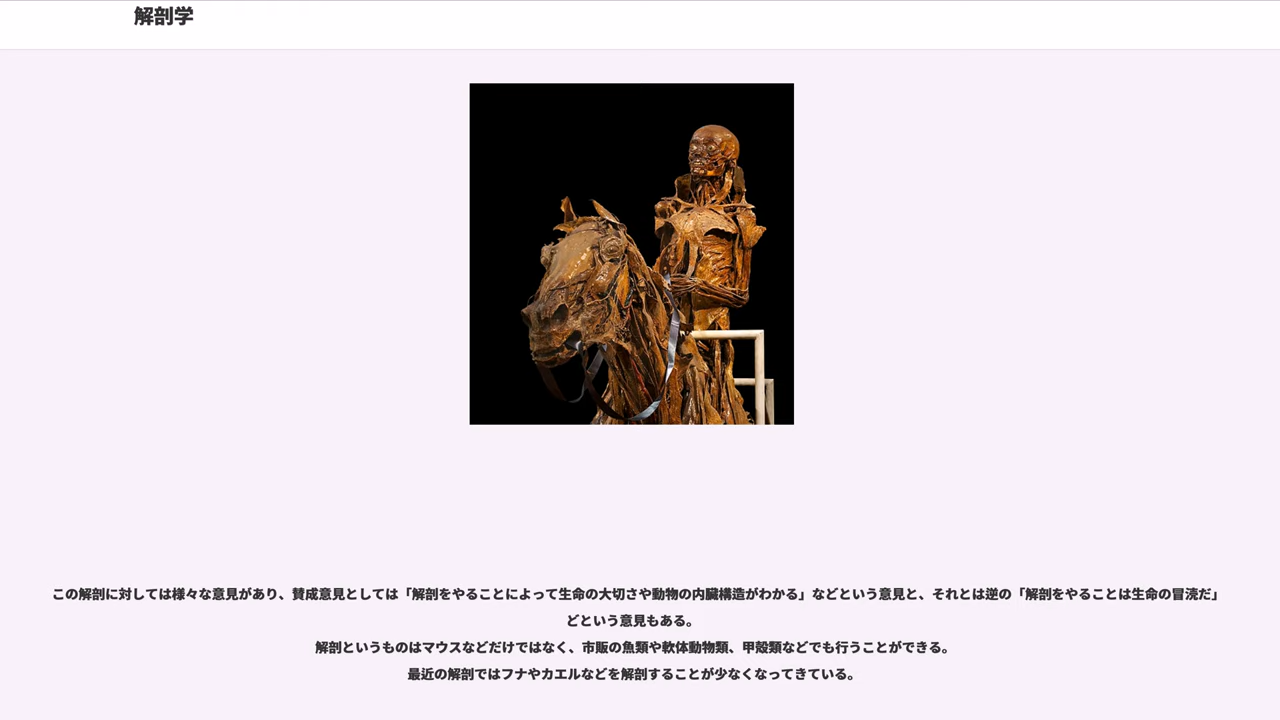 解剖学
この解剖に対しては様々な意見があり、賛成意見としては「解剖をやることによって生命の大切さや動物の内臓構造がわかる」などという意見と、それとは逆の「解剖をやることは生命の冒涜だ」
どという意見もある。
解剖というものはマウスなどだけではなく、市販の魚類や軟体動物類、甲殻類などでも行うことができる。
最近の解剖ではフナやカエルなどを解剖することが少なくなってきている。